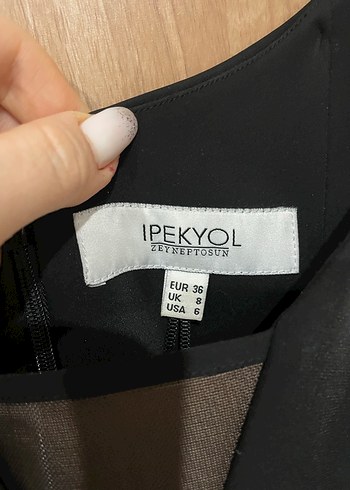 IPEKYOL
ZEYNEPTOSUN
EUR 36
UK 8
USA 6